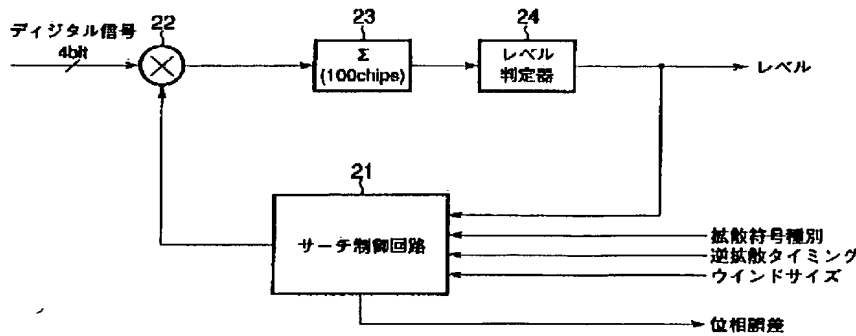 ディジタル信号
4bit
22
23
24
Σ
(100chips)
レベル
判定器
レベル
21
サーチ制御回路
拡散符号種別
逆拡散タイミング
ウインドサイズ
位相誤差